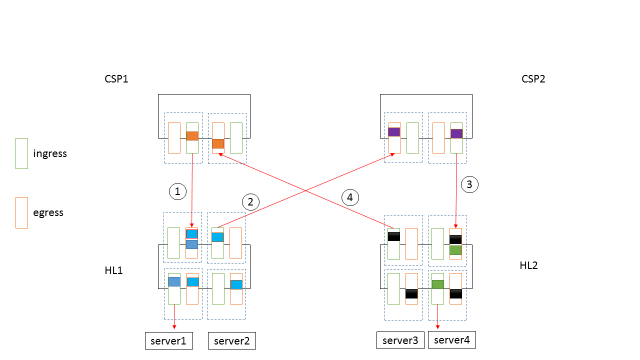 CSP1
CSP2
ingress
egress
1
2
4
3
HL1
HL2
server1
server2
server3
server4